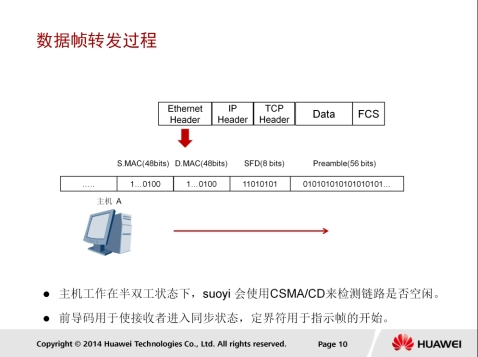 数据帧转发过程
Ethernet Header IP Header TCP Header Data FCS
S.MAC(48bits) D.MAC(48bits) SFD(8 bits) Preamble(56 bits)
..... 1...0100 1...0100 11010101 010101010101010101...
主机 A
● 主机工作在半双工状态下，suoyi 会使用CSMA/CD来检测链路是否空闲。
● 前导码用于使接收者进入同步状态，定界符用于指示帧的开始。
Copyright © 2014 Huawei Technologies Co., Ltd. All rights reserved. Page 10 HUAWEI